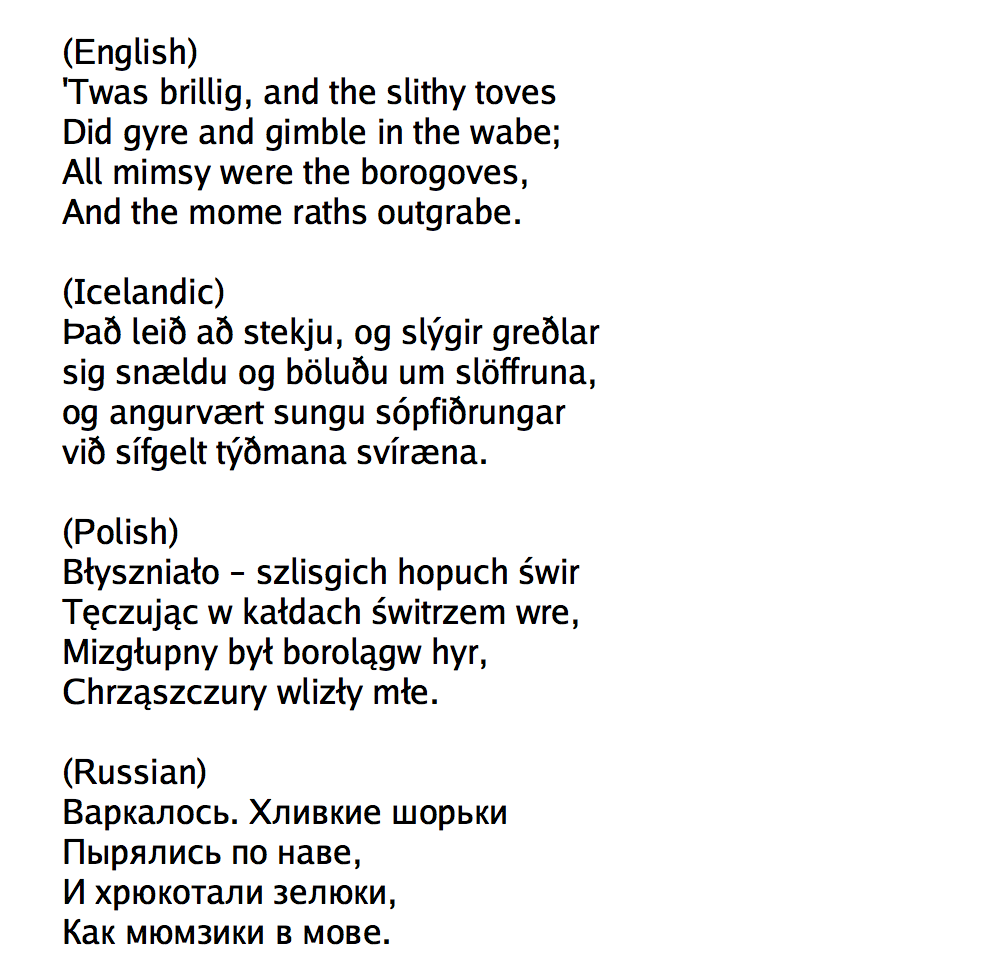 (English)
'Twas brillig, and the slithy toves
Did gyre and gimble in the wabe;
All mimsy were the borogoves,
And the mome raths outgrabe.
(Icelandic)
Það leið að stekju, og slýgir greðlar
sig snældu og böluðu um slöffruna,
og angurvært sungu sópfiðrungar
við sífgelt týðmana svíræna.
(Polish)
Błyszniało – szlisgich hopuch świr
Tęczując w kałdach świtrzem wre,
Mizgłupny był borolągw hyr,
Chrząszczury wlizły młe.
(Russian)
Варкалось. Хливкие шорьки
Пырялись по наве,
И хрюкотали зелюки,
Как мюмзики в мове.